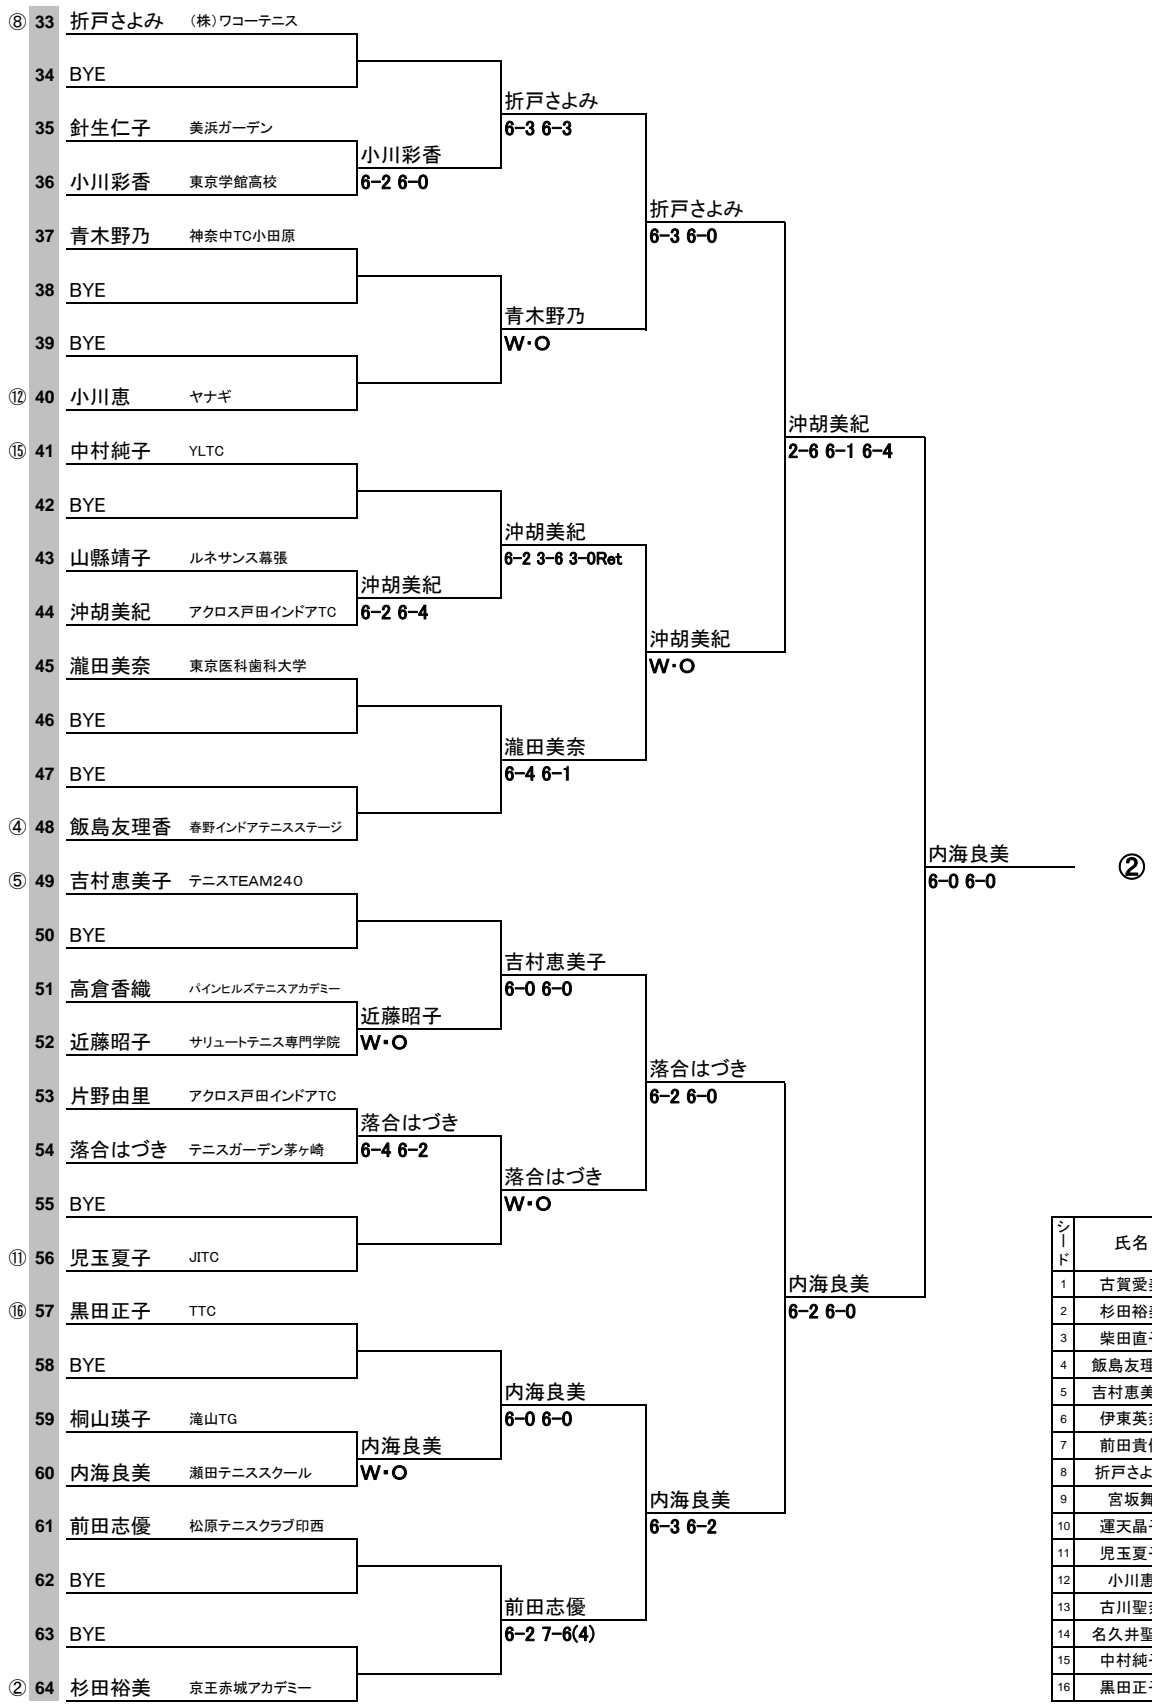 ⑧ 33 折戸さよみ (株)ワコーテニス
34 BYE
折戸さよみ
6-3 6-3
35 針生仁子 美浜ガーデン
小川彩香
6-2 6-0
36 小川彩香 東京学館高校
折戸さよみ
6-3 6-0
37 青木野乃 神奈中TC小田原
38 BYE
青木野乃
W・O
39 BYE
⑫ 40 小川恵 ヤナギ
沖胡美紀
2-6 6-1 6-4
⑮ 41 中村純子 YLTC
42 BYE
沖胡美紀
6-2 3-6 3-0Ret
43 山縣靖子 ルネサンス幕張
沖胡美紀
6-2 6-4
44 沖胡美紀 アクロス戸田インドアTC
沖胡美紀
W・O
45 瀧田美奈 東京医科歯科大学
46 BYE
瀧田美奈
6-4 6-1
47 BYE
④ 48 飯島友理香 春野インドアテニスステージ
内海良美
6-0 6-0
②
⑤ 49 吉村恵美子 テニスTEAM240
50 BYE
吉村恵美子
6-0 6-0
51 高倉香織 パインヒルズテニスアカデミー
近藤昭子
W・O
52 近藤昭子 サリュートテニス専門学院
落合はづき
6-2 6-0
53 片野由里 アクロス戸田インドアTC
落合はづき
6-4 6-2
54 落合はづき テニスガーデン茅ヶ崎
落合はづき
W・O
55 BYE
⑪ 56 児玉夏子 JITC
内海良美
6-2 6-0
⑯ 57 黒田正子 TTC
58 BYE
内海良美
6-0 6-0
59 桐山瑛子 滝山TG
内海良美
W・O
60 内海良美 瀬田テニススクール
内海良美
6-3 6-2
61 前田志優 松原テニスクラブ印西
62 BYE
前田志優
6-2 7-6(4)
63 BYE
② 64 杉田裕美 京王赤城アカデミー
シード 氏名
1 古賀愛
2 杉田裕
3 柴田直
4 飯島友理
5 吉村恵美
6 伊東英
7 前田貴
8 折戸さよ
9 宮坂舞
10 運天晶
11 児玉夏
12 小川恵
13 古川聖
14 名久井聖
15 中村純
16 黒田正